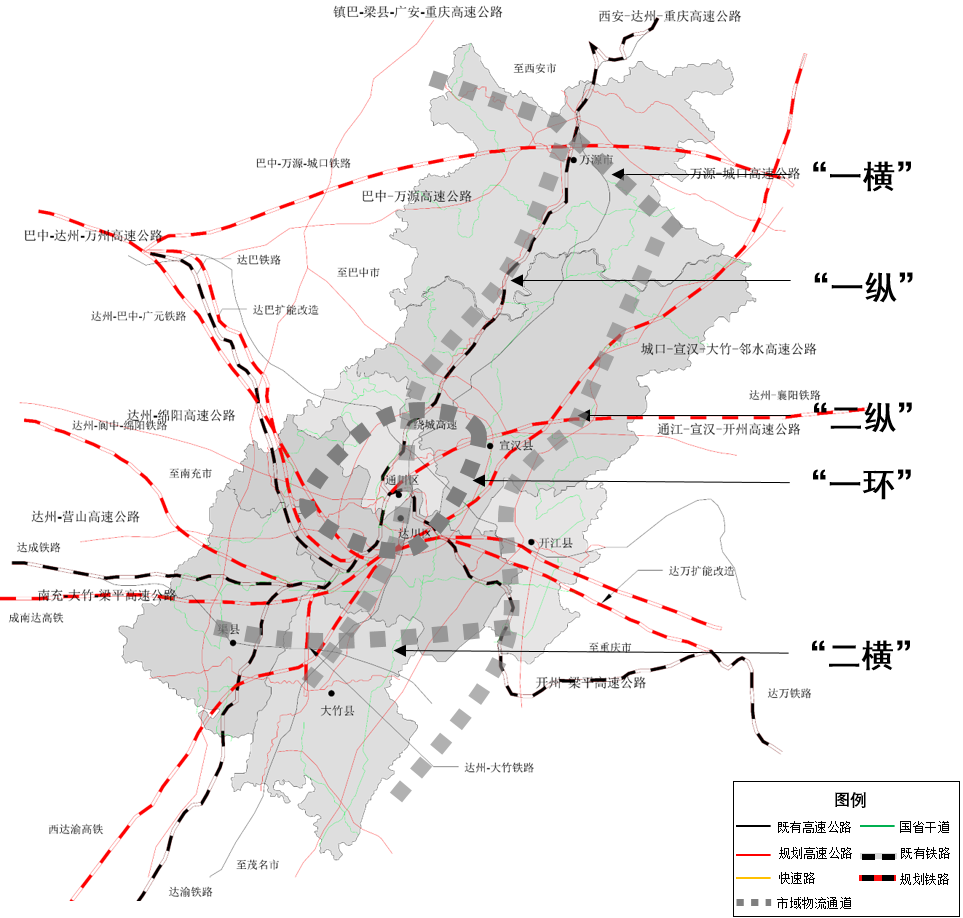 镇巴-梁县-广安-重庆高速公路
西安-达州-重庆高速公路
至西安市
巴中-万源-城口铁路
万源市
万源-城口高速公路
“一横”
巴中-万源高速公路
巴中-达州-万州高速公路
达巴铁路
至巴中市
“一纵”
达州-巴中-广元铁路
达巴扩能改造
城口-宣汉-大竹-邻水高速公路
达州-襄阳铁路
达州-绵阳高速公路
达州-阆中-绵阳铁路
绕城高速
“二纵”
通江-宣汉-开州高速公路
宣汉县
至南充市
通川区
“一环”
达州-营山高速公路
达川区
开江县
达成铁路
达万扩能改造
南充-大竹-梁平高速公路
成南达高铁
渠县
至重庆市
“二横”
开州-梁平高速公路
达万铁路
大竹县
达州-大竹铁路
西达渝高铁
至茂名市
达渝铁路
图例
既有高速公路
国省干道
规划高速公路
既有铁路
快速路
规划铁路
市域物流通道